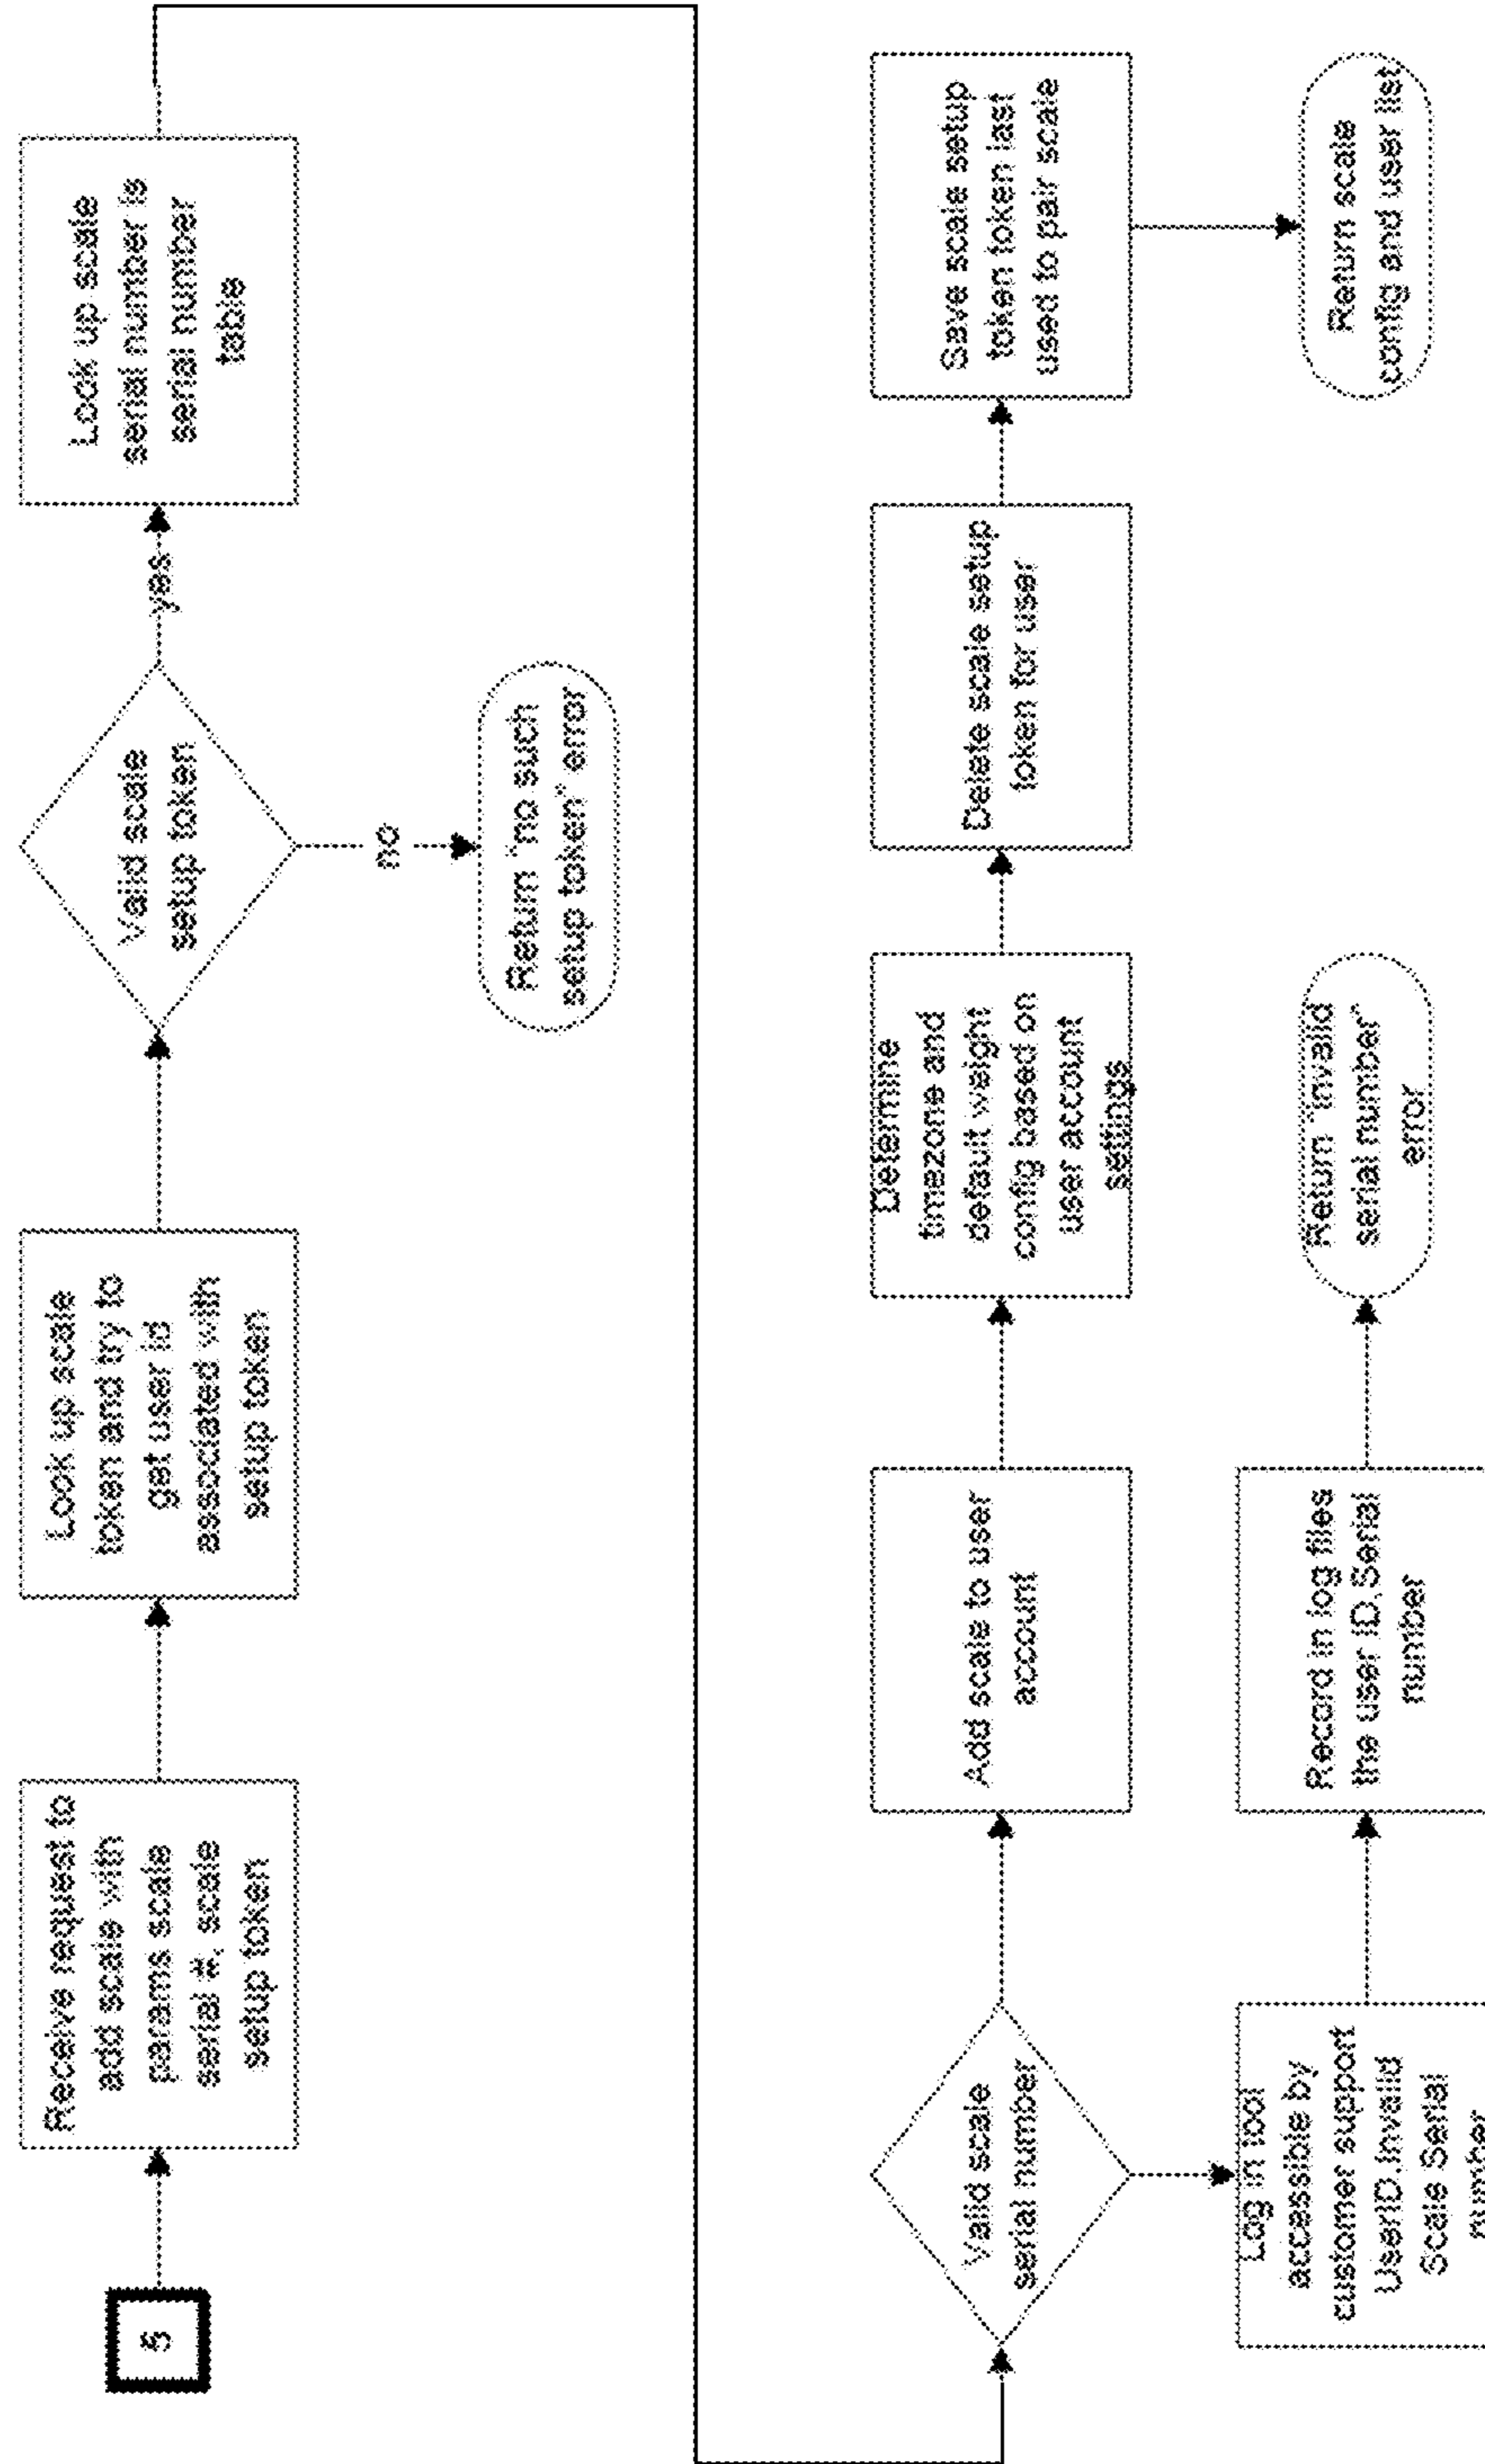 5
Receive request to
add scale with
params scale
serial #, scale
setup token
Look up scale
token and try to
get user id
associated with
setup token
Valid scale
setup token
yes
no
Return "no such
setup token" error
Look up scale
serial number is
serial number
table
Valid scale
serial number
Add scale to user
account
Determine
timezone and
default weight
config based on
user account
settings
Delete scale setup
token for user
Save scale setup
token token last
used to pair scale
Return scale
config and user list
Log in tool
accessible by
customer support
UserID,Invalid
Scale Serial
number
Record in log files
the user ID,Serial
number
Return "invalid
serial number"
error